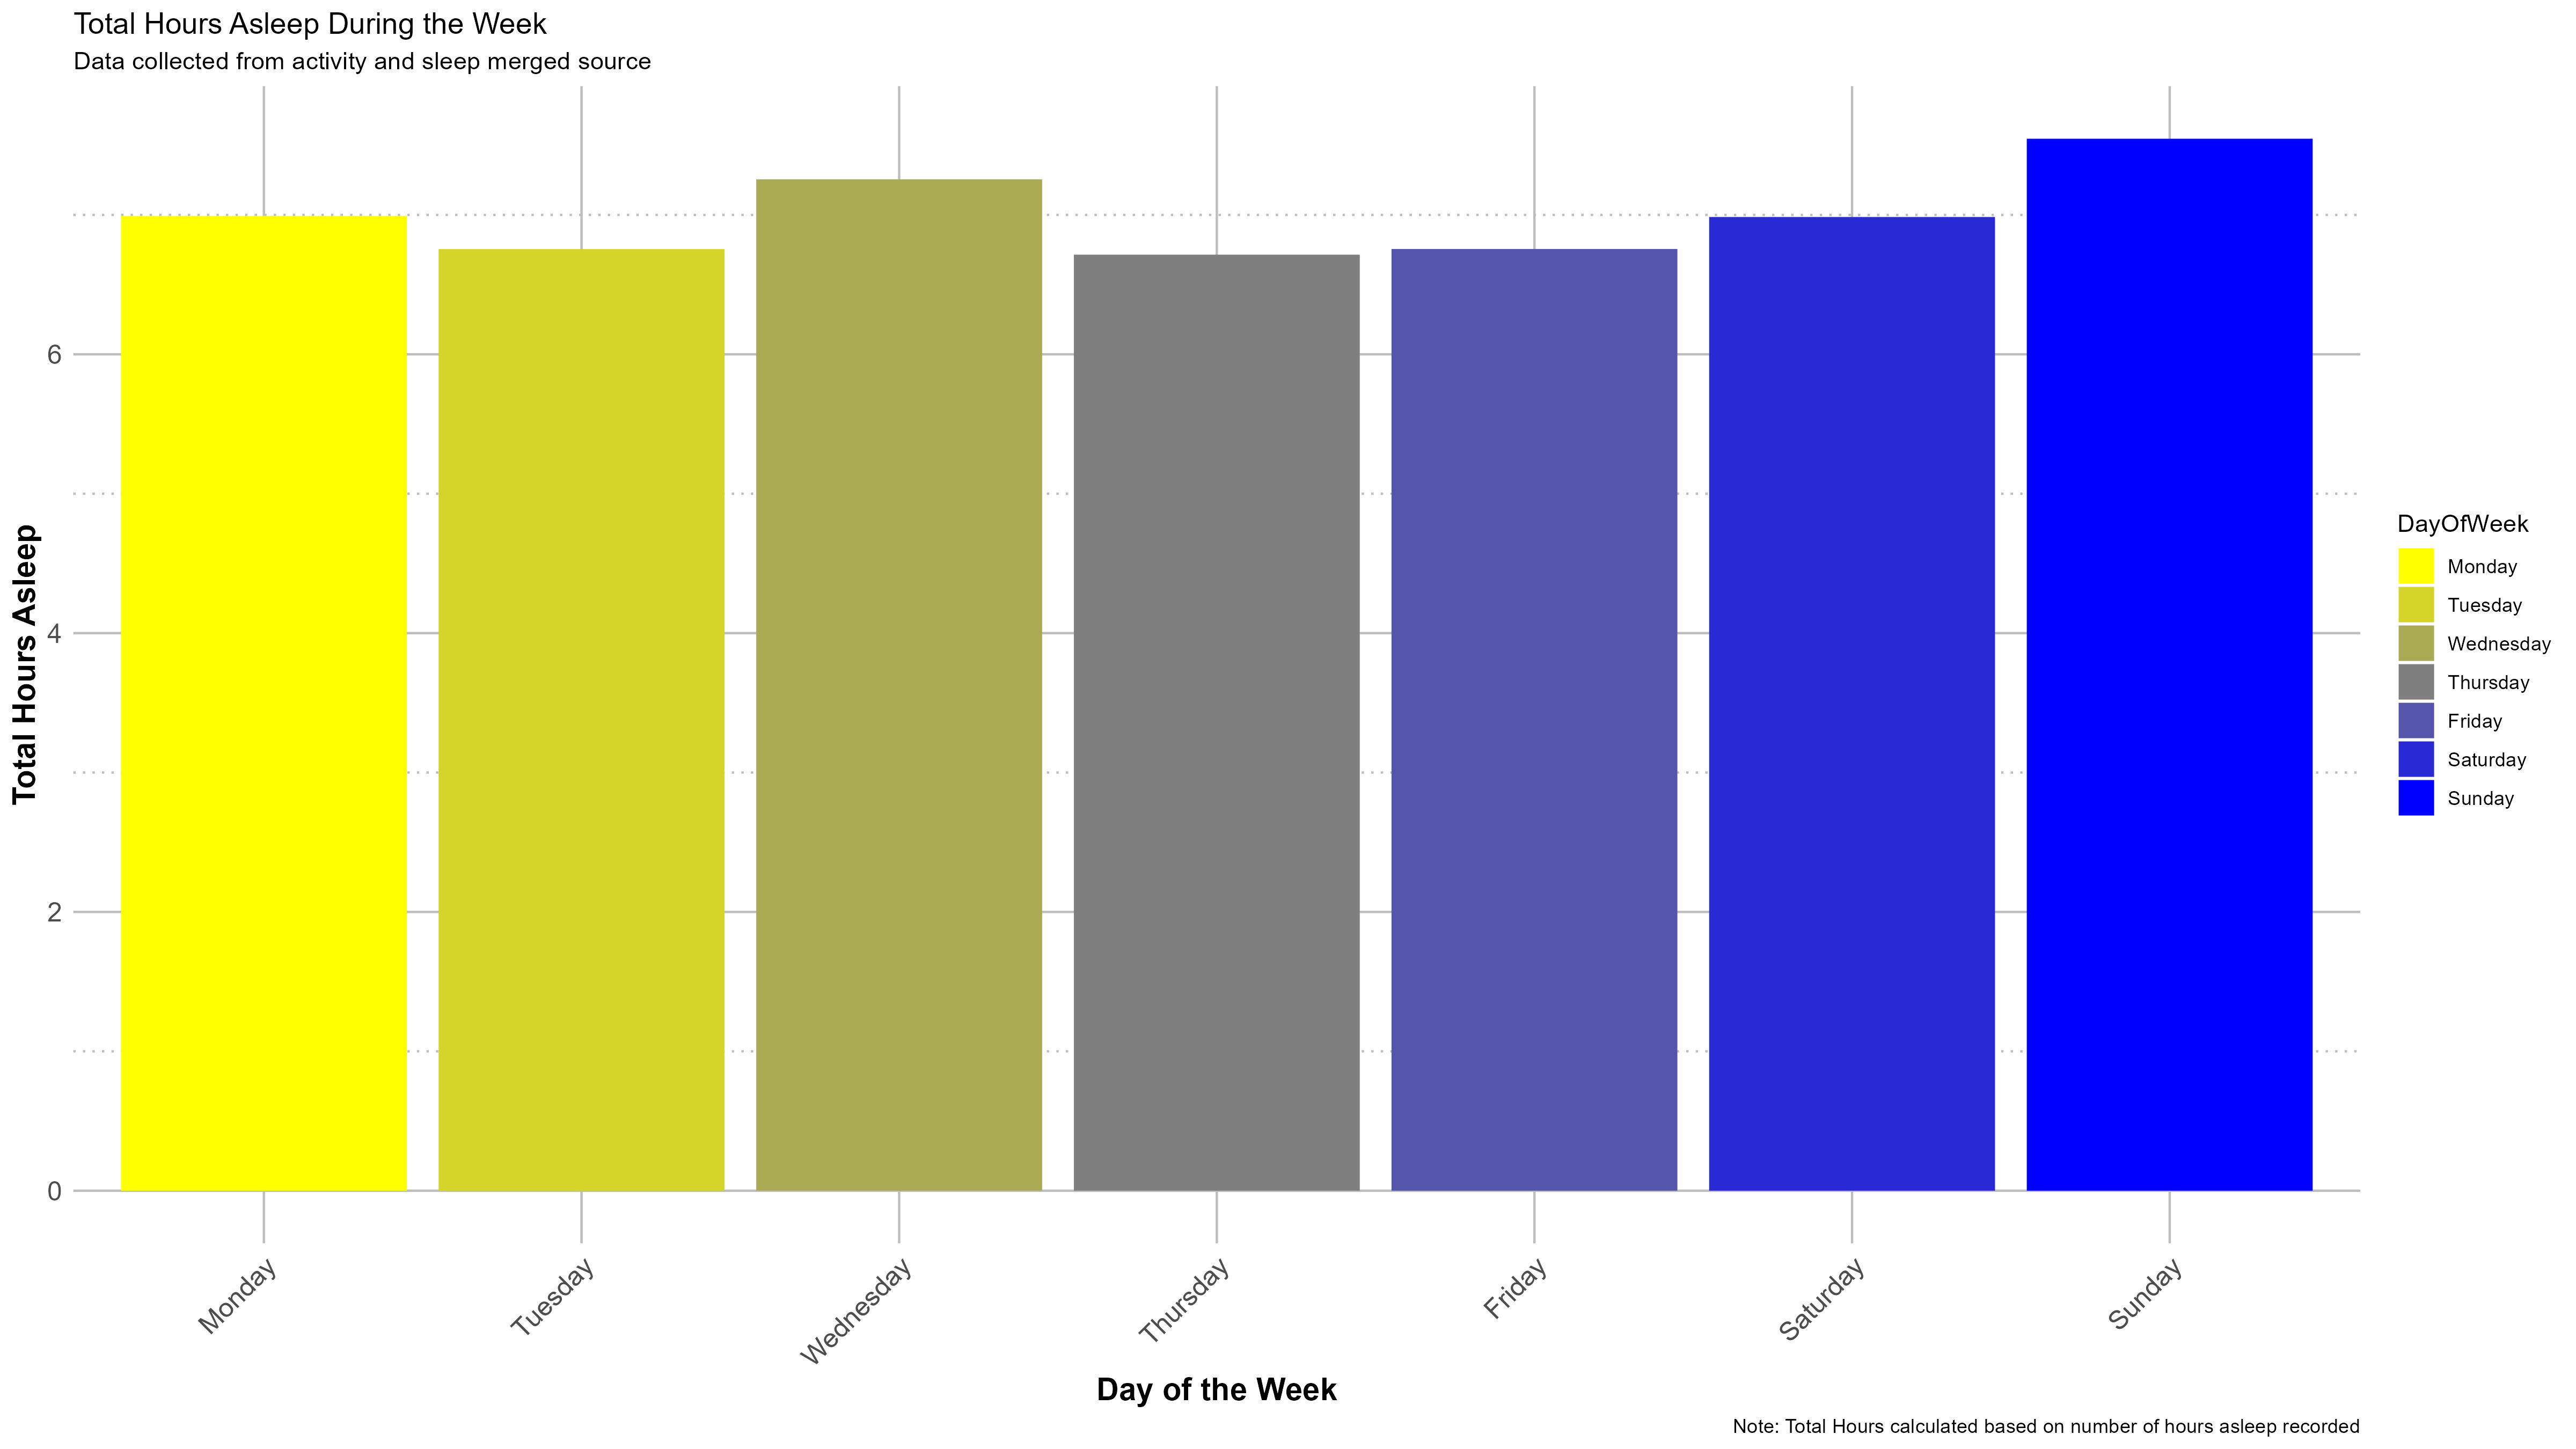 Total Hours Asleep During the Week
Data collected from activity and sleep merged source
Total Hours Asleep
6
4
2
0
Monday
Tuesday
Wednesday
Thursday
Friday
Saturday
Sunday
Day of the Week
DayOfWeek
Monday
Tuesday
Wednesday
Thursday
Friday
Saturday
Sunday
Note: Total Hours calculated based on number of hours asleep recorded